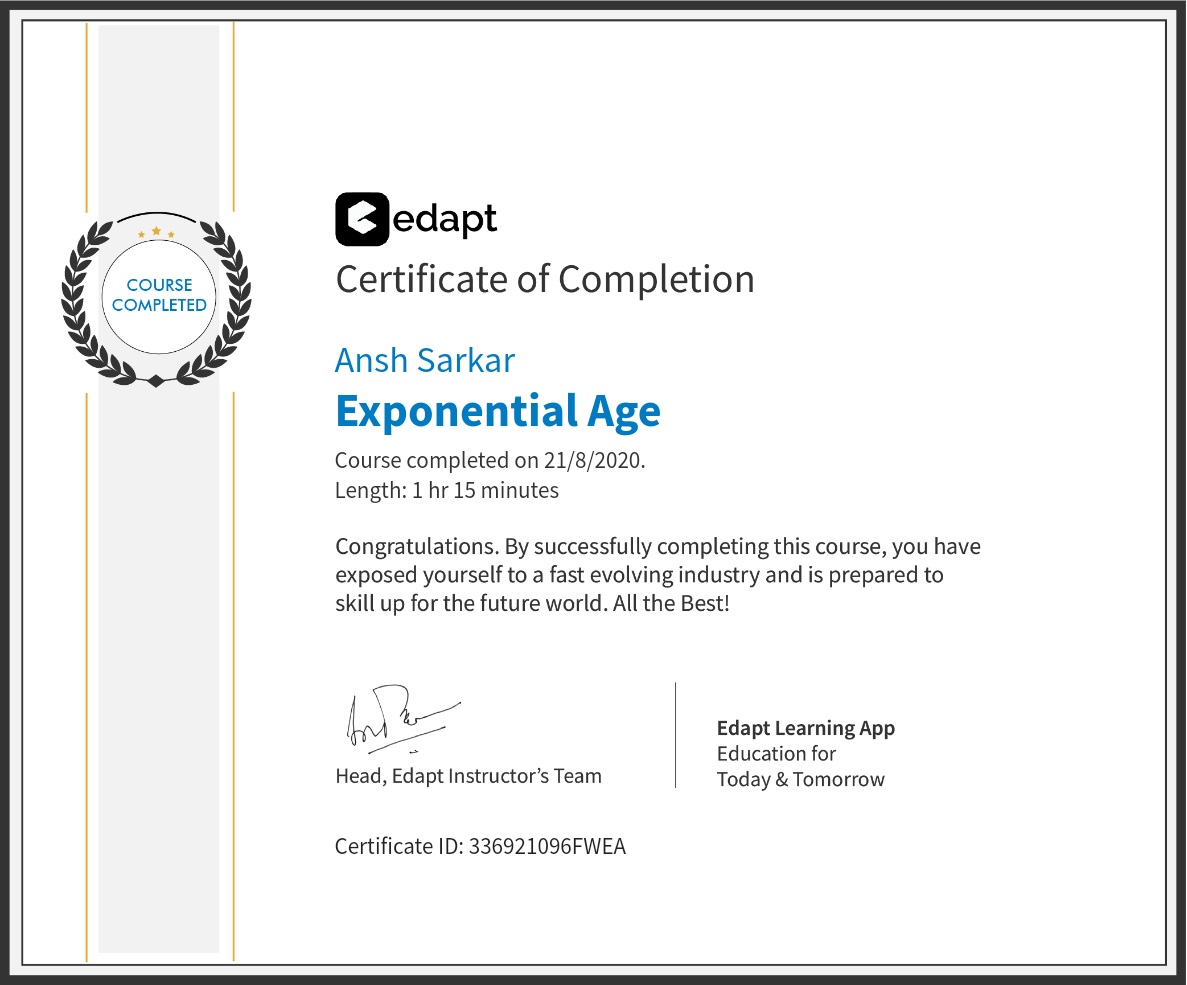 edapt
Certificate of Completion
COURSE
COMPLETED
Ansh Sarkar
Exponential Age
Course completed on 21/8/2020.
Length: 1 hr 15 minutes
Congratulations. By successfully completing this course, you have
exposed yourself to a fast evolving industry and is prepared to
skill up for the future world. All the Best!
Head, Edapt Instructor’s Team
Edapt Learning App
Education for
Today & Tomorrow
Certificate ID: 336921096FWEA